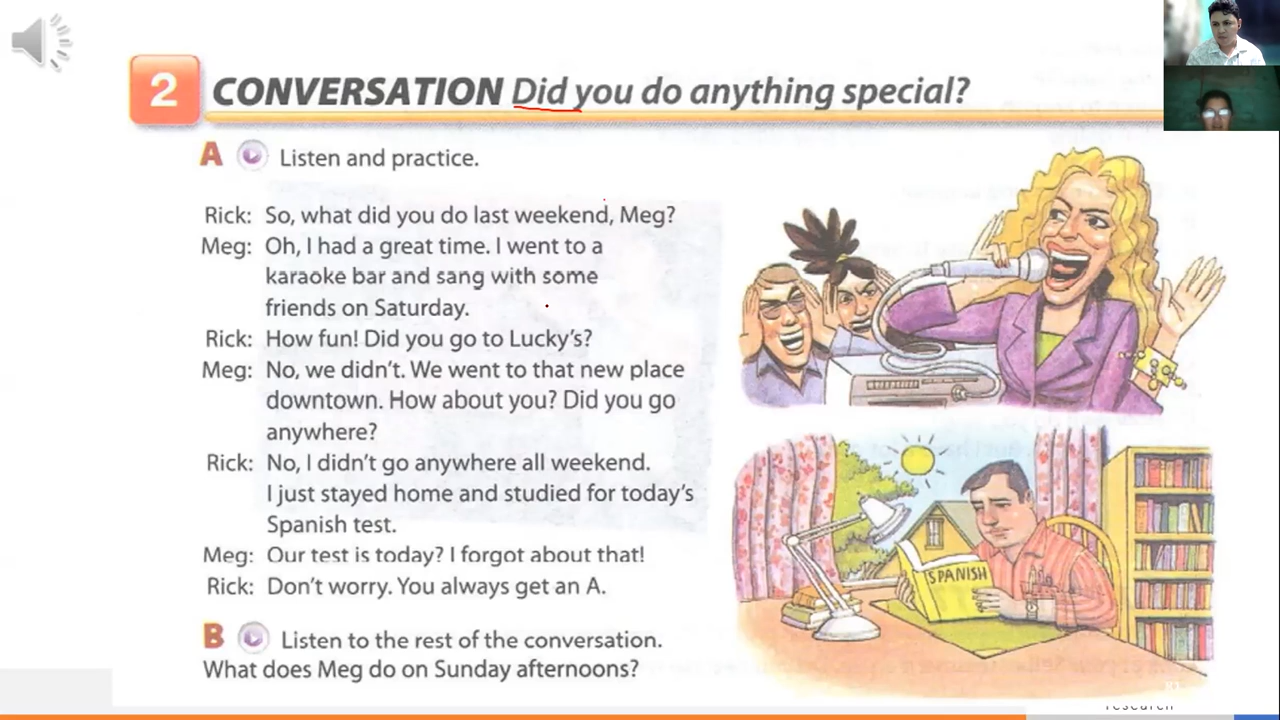 2 CONVERSATION Did you do anything special?
A Listen and practice.
Rick: So, what did you do last weekend, Meg?
Meg: Oh, I had a great time. I went to a
karaoke bar and sang with some
friends on Saturday.
Rick: How fun! Did you go to Lucky's?
Meg: No, we didn't. We went to that new place
downtown. How about you? Did you go
anywhere?
Rick: No, I didn't go anywhere all weekend.
I just stayed home and studied for today's
Spanish test.
Meg: Our test is today? I forgot about that!
Rick: Don't worry. You always get an A.
B Listen to the rest of the conversation.
What does Meg do on Sunday afternoons?
SPANISH
research